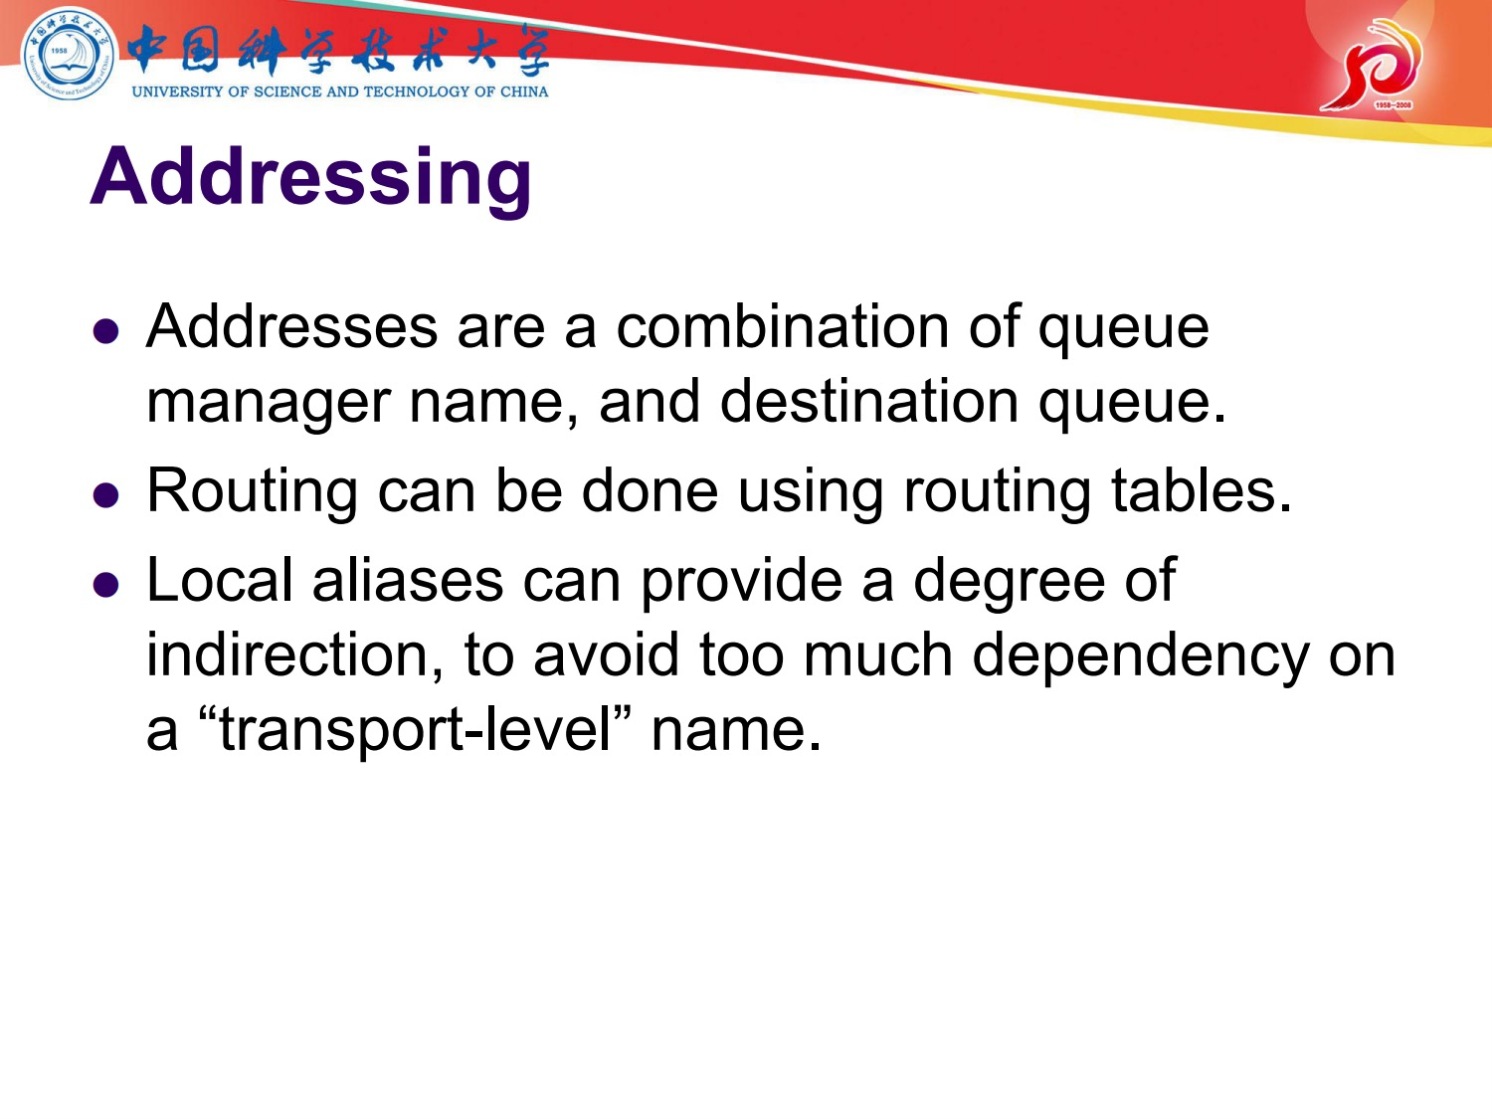 中国科学技术大学
1958
UNIVERSITY OF SCIENCE AND TECHNOLOGY OF CHINA
1958-2008
Addressing
Addresses are a combination of queue
manager name, and destination queue.
Routing can be done using routing tables.
Local aliases can provide a degree of
indirection, to avoid too much dependency on
a “transport-level” name.